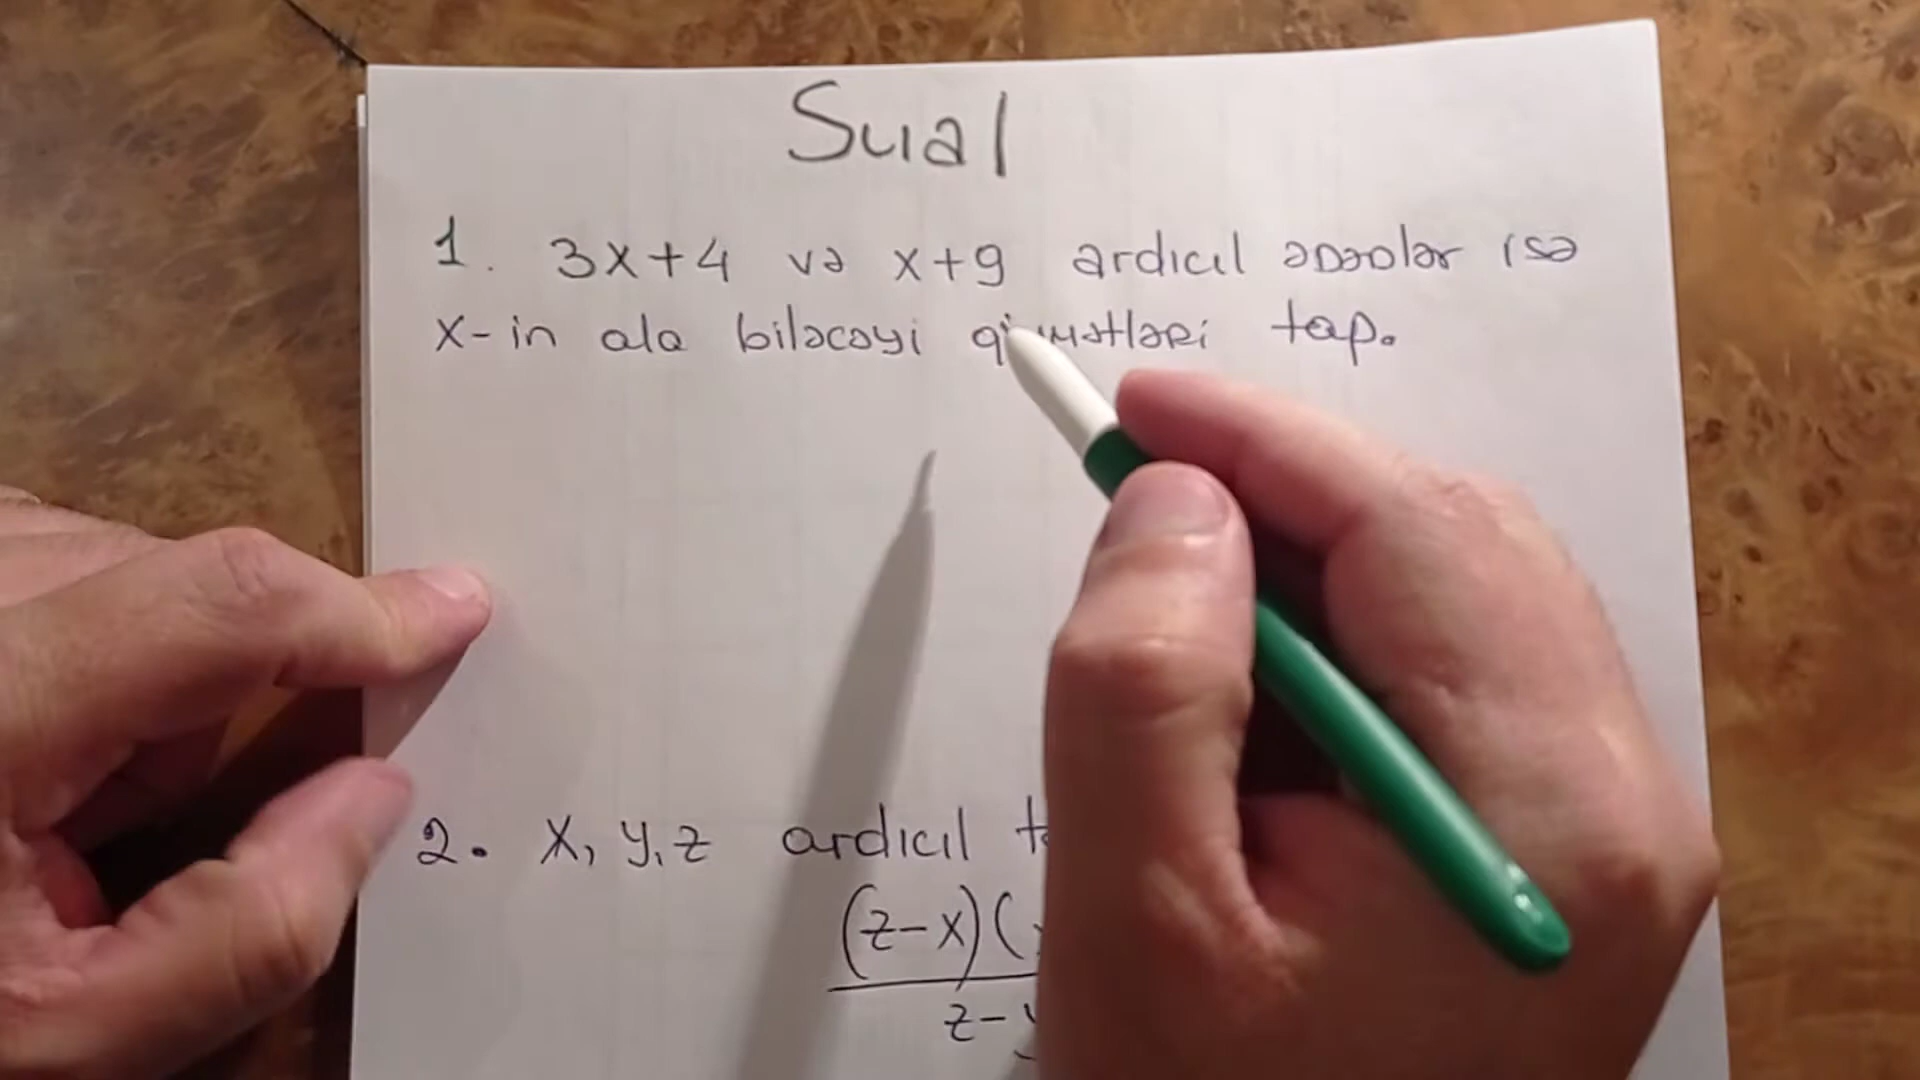 Sual
1. 3x+4 və x+9 ardıcıl ədədlər isə
x-in ala biləcəyi qiymətləri tap.
2. x, y, z ardıcıl
(z-x)(
z-